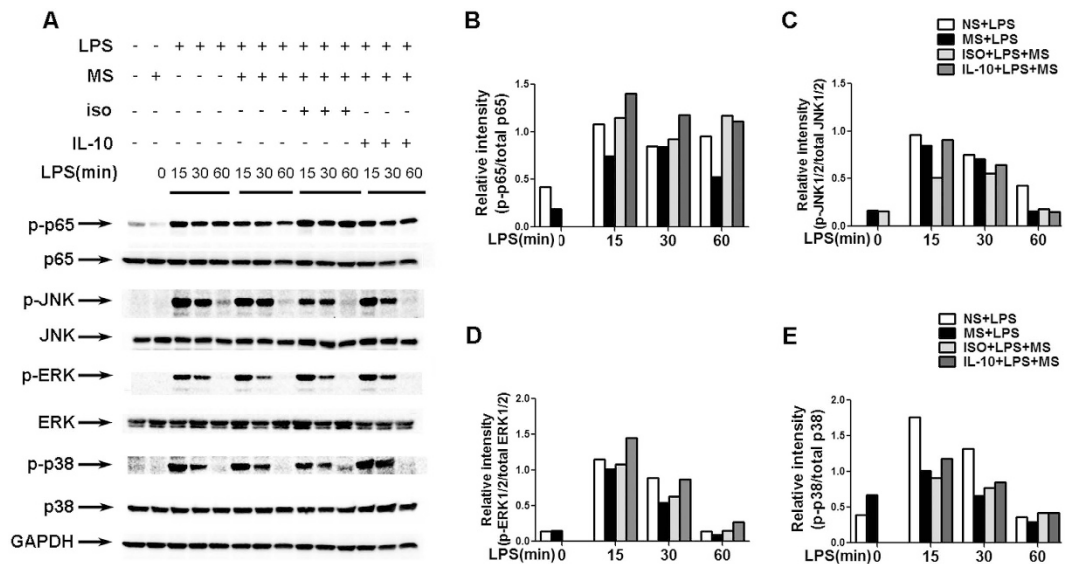 A
LPS - - + + + + + + + + + + + +
MS - + - - - + + + + + + + + +
iso - - - - - - - - + + + - - -
IL-10 - - - - - - - - - - - + + +
LPS(min) 0 15 30 60 15 30 60 15 30 60 15 30 60
p-p65
p65
p-JNK
JNK
p-ERK
ERK
p-p38
p38
GAPDH
B
Relative intensity
(p-p65/total p65)
1.5
1.0
0.5
0.0
LPS(min) 0 15 30 60
C
NS+LPS
MS+LPS
ISO+LPS+MS
IL-10+LPS+MS
Relative intensity
(p-JNK1/2/total JNK1/2)
1.5
1.0
0.5
0.0
LPS(min) 0 15 30 60
D
Relative intensity
(p-ERK1/2/total ERK1/2)
2.0
1.5
1.0
0.5
0.0
LPS(min) 0 15 30 60
E
NS+LPS
MS+LPS
ISO+LPS+MS
IL-10+LPS+MS
Relative intensity
(p-p38/total p38)
2.0
1.5
1.0
0.5
0.0
LPS(min) 0 15 30 60